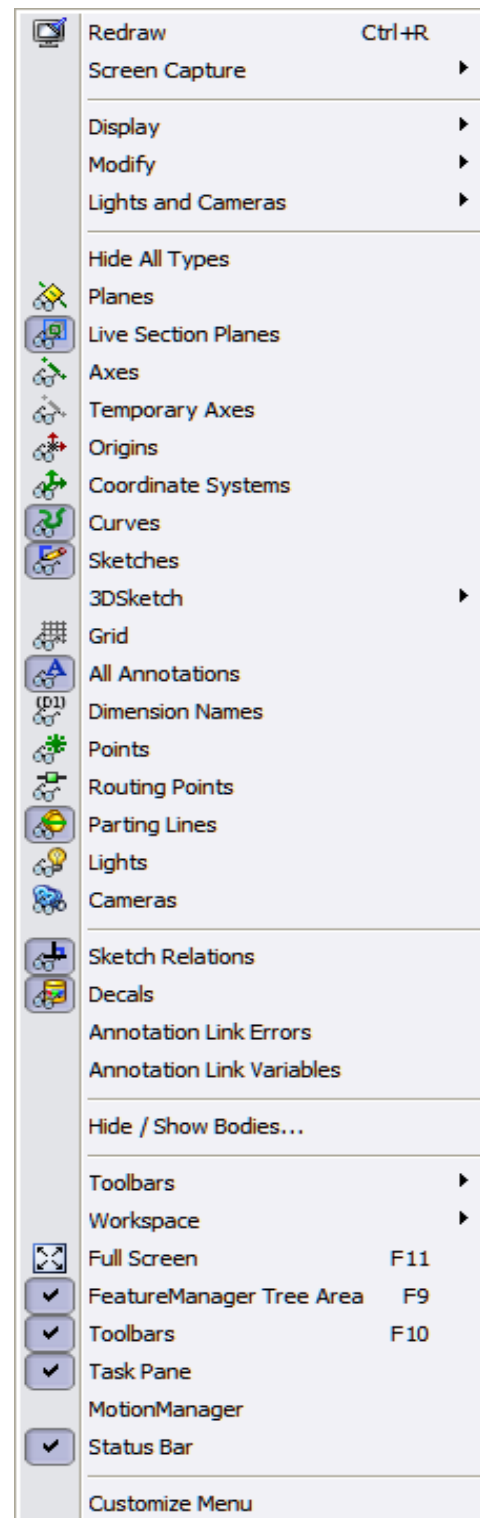 Redraw Ctrl+R
Screen Capture
Display
Modify
Lights and Cameras
Hide All Types
Planes
Live Section Planes
Axes
Temporary Axes
Origins
Coordinate Systems
Curves
Sketches
3DSketch
Grid
All Annotations
(D1) Dimension Names
Points
Routing Points
Parting Lines
Lights
Cameras
Sketch Relations
Decals
Annotation Link Errors
Annotation Link Variables
Hide / Show Bodies...
Toolbars
Workspace
Full Screen F11
FeatureManager Tree Area F9
Toolbars F10
Task Pane
MotionManager
Status Bar
Customize Menu